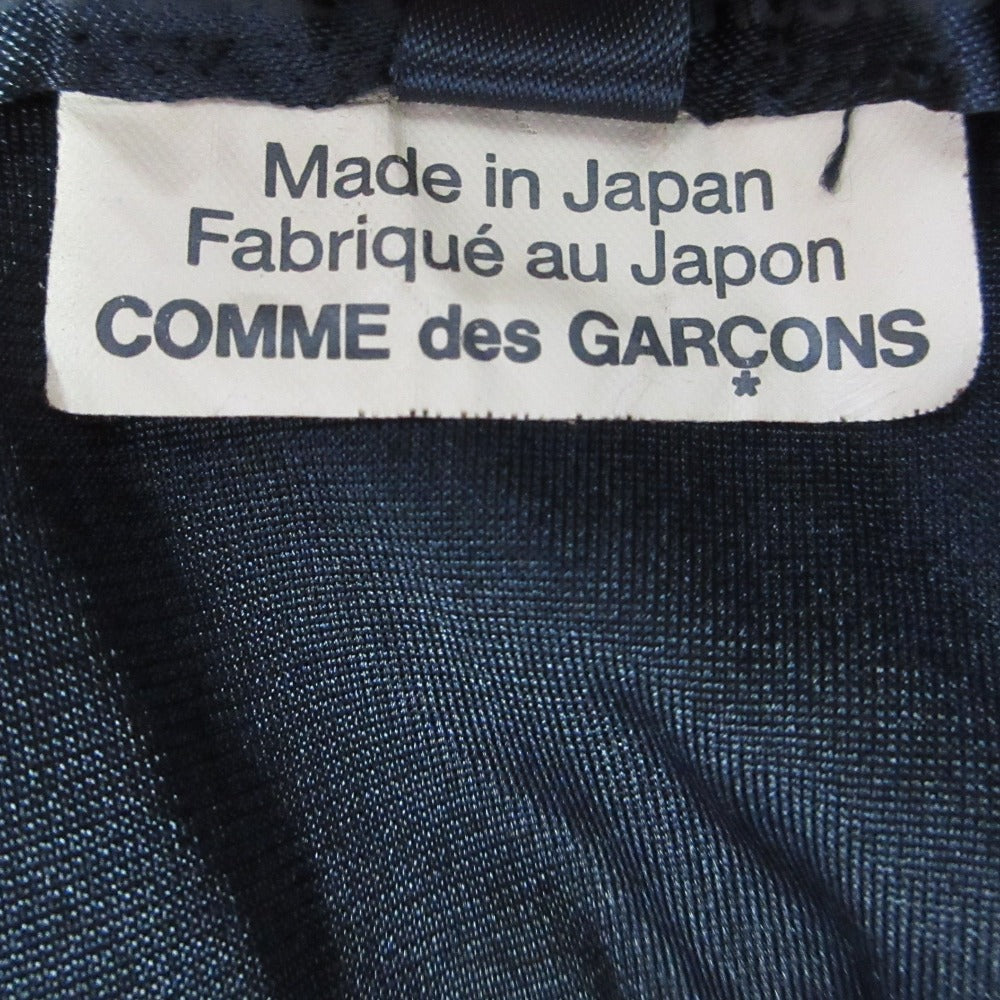 Made in Japan
Fabriqué au Japon
COMME des GARÇONS